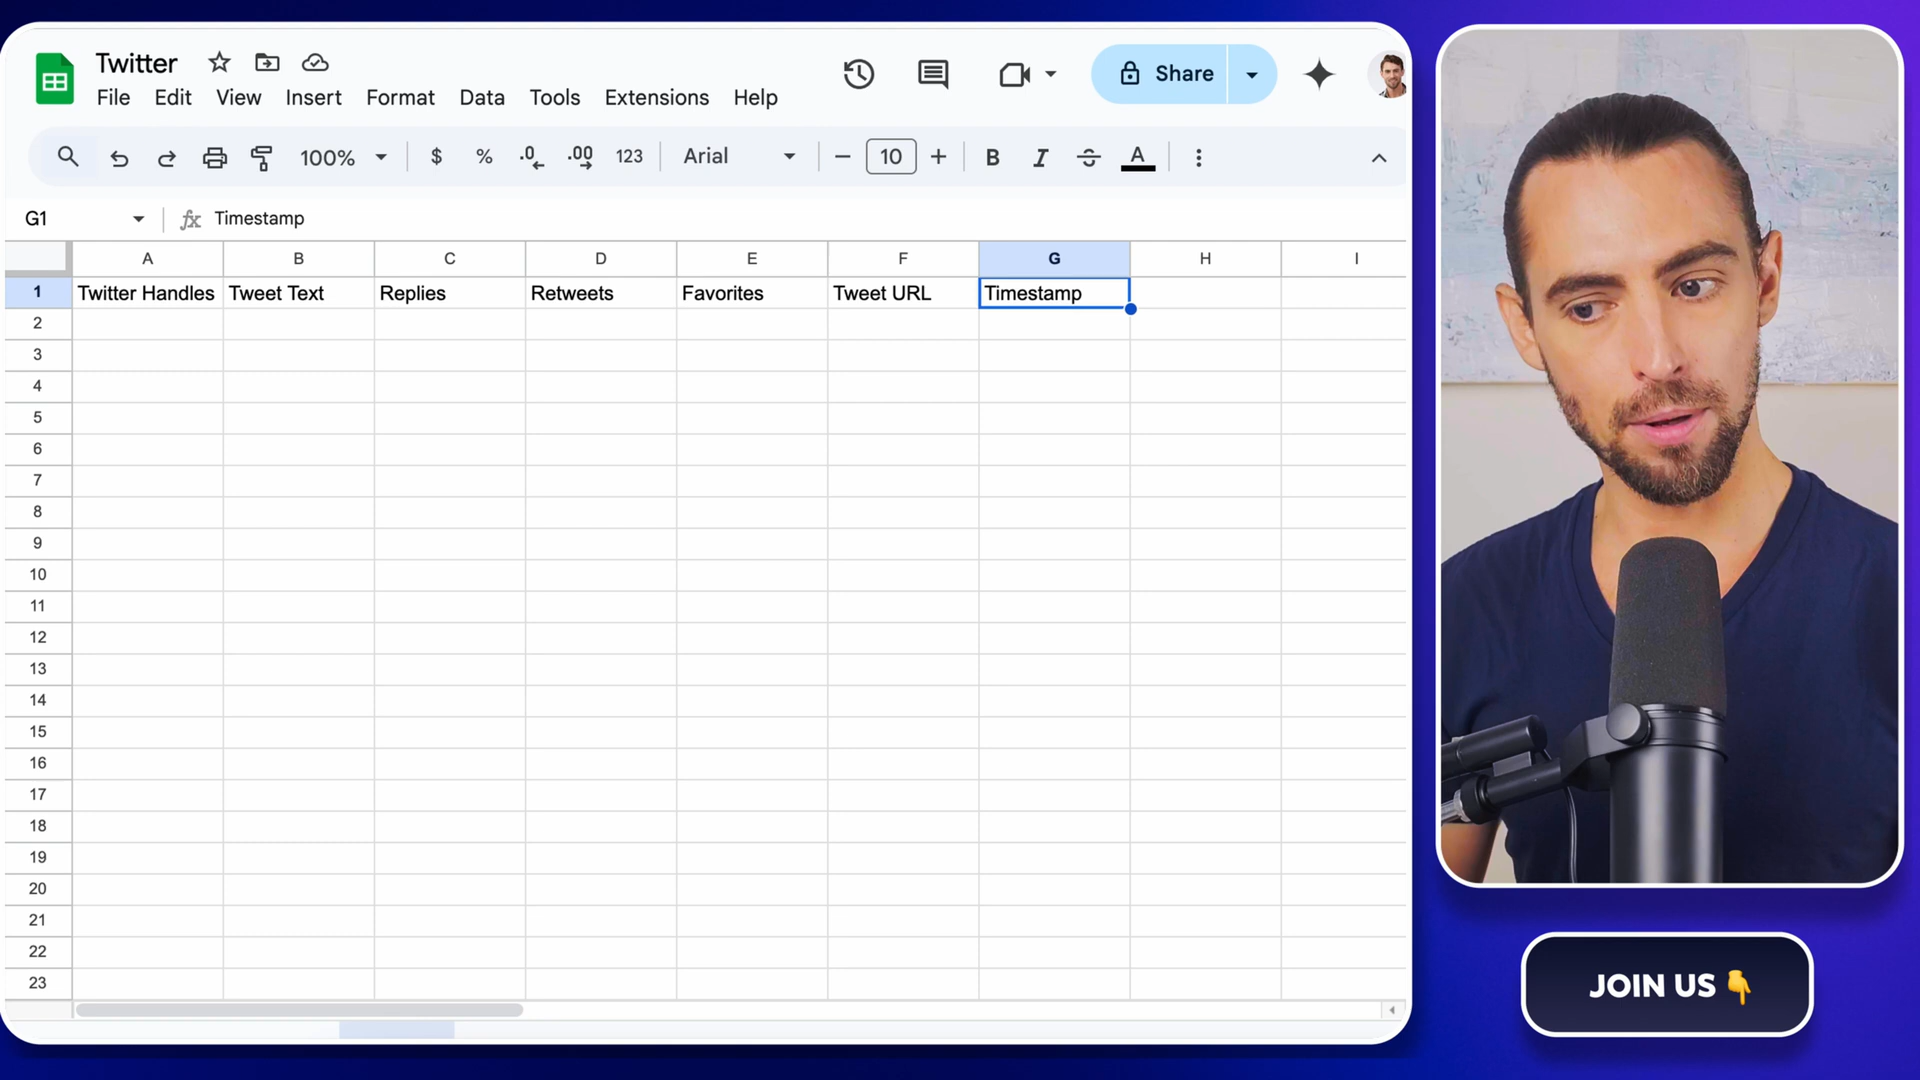 Twitter
File Edit View Insert Format Data Tools Extensions Help
Share
100% $ % .0 .00 123 Arial 10 B I S A
G1 fx Timestamp
A B C D E F G H I
1 Twitter Handles Tweet Text Replies Retweets Favorites Tweet URL Timestamp
2
3
4
5
6
7
8
9
10
11
12
13
14
15
16
17
18
19
20
21
22
23
JOIN US 👇